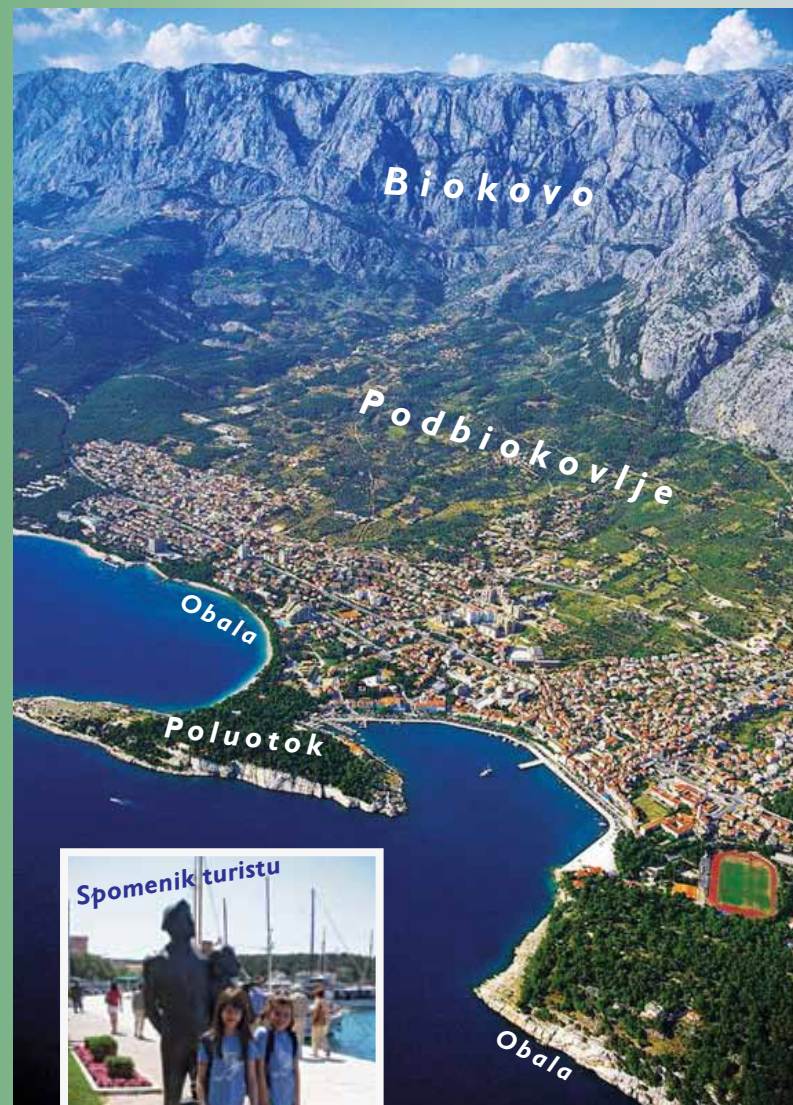 Biokovo
Podbiokovlje
Obala
Poluotok
Spomenik turistu
Obala